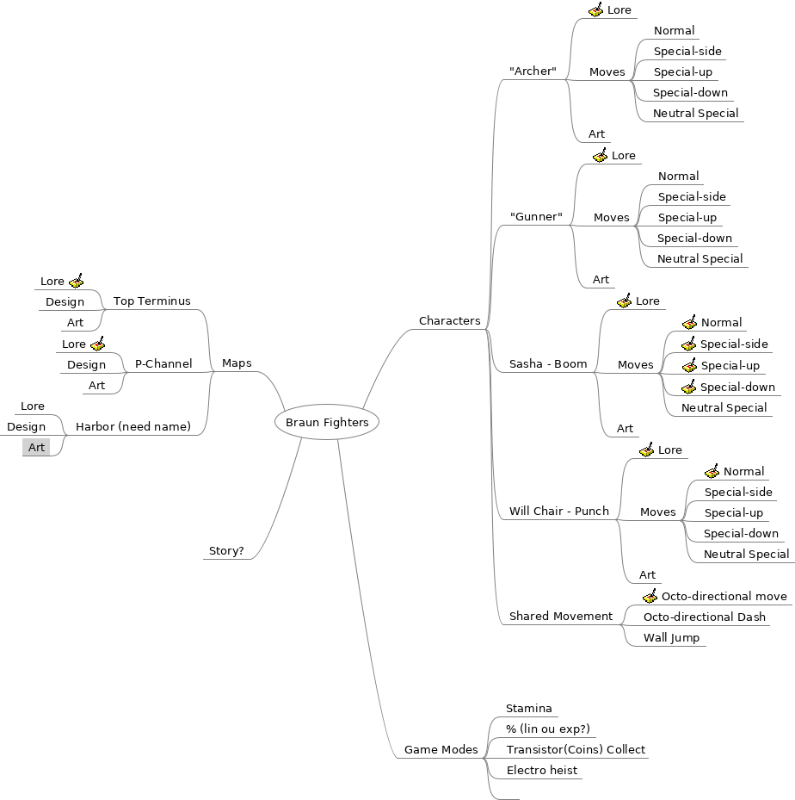 Braun Fighters
Characters
"Archer"
Lore
Moves
Normal
Special-side
Special-up
Special-down
Neutral Special
Art
"Gunner"
Lore
Moves
Normal
Special-side
Special-up
Special-down
Neutral Special
Art
Sasha - Boom
Lore
Moves
Normal
Special-side
Special-up
Special-down
Neutral Special
Art
Will Chair - Punch
Lore
Moves
Normal
Special-side
Special-up
Special-down
Neutral Special
Art
Shared Movement
Octo-directional move
Octo-directional Dash
Wall Jump
Game Modes
Stamina
% (lin ou exp?)
Transistor(Coins) Collect
Electro heist
Maps
Top Terminus
Lore
Design
Art
P-Channel
Lore
Design
Art
Harbor (need name)
Lore
Design
Art
Story?